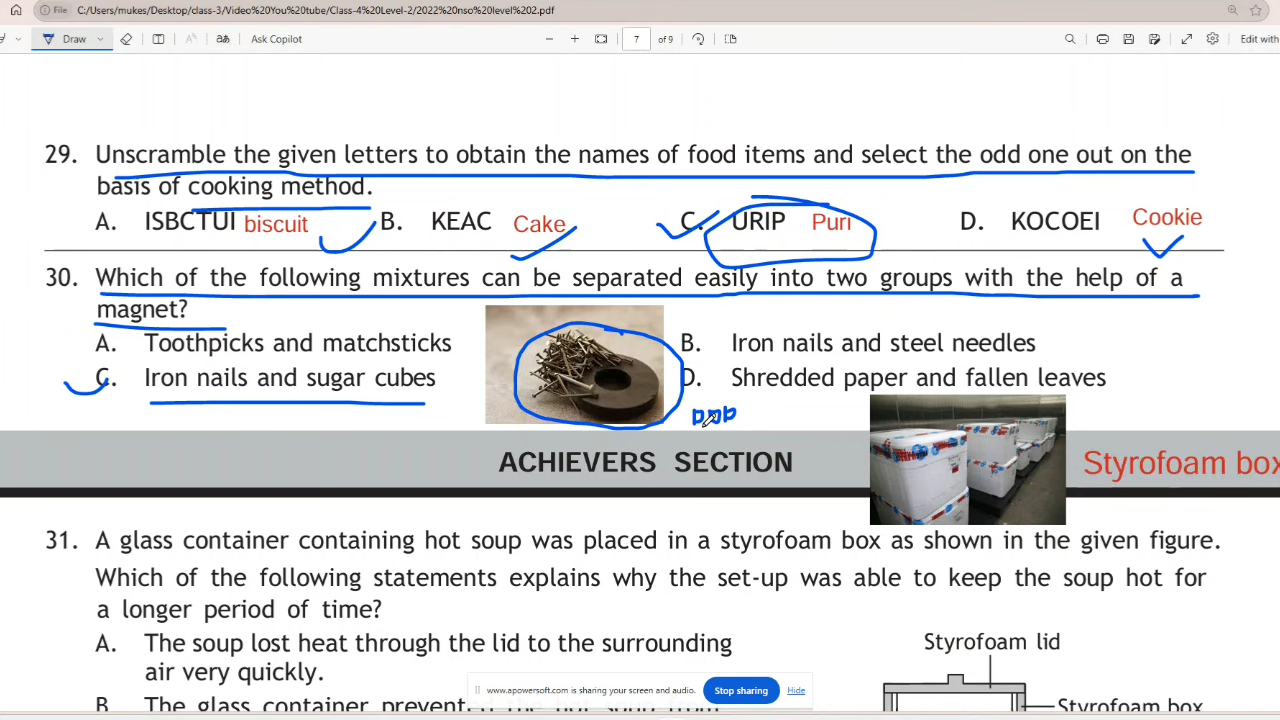 File C:/Users/mukes/Desktop/class-3/Video%20You%20tube/Class-4%20Level-2/2022%20nso%20level%202.pdf
Draw Ask Copilot 7 of 9 Edit with
29. Unscramble the given letters to obtain the names of food items and select the odd one out on the
basis of cooking method.
A. ISBCTUI biscuit B. KEAC Cake C. URIP Puri D. KOCOEI Cookie
30. Which of the following mixtures can be separated easily into two groups with the help of a
magnet?
A. Toothpicks and matchsticks B. Iron nails and steel needles
C. Iron nails and sugar cubes D. Shredded paper and fallen leaves
ACHIEVERS SECTION Styrofoam box
31. A glass container containing hot soup was placed in a styrofoam box as shown in the given figure.
Which of the following statements explains why the set-up was able to keep the soup hot for
a longer period of time?
A. The soup lost heat through the lid to the surrounding
air very quickly.
Styrofoam lid
www.apowersoft.com is sharing your screen and audio. Stop sharing Hide
B. The glass container prevented the hot soup from
Styrofoam box